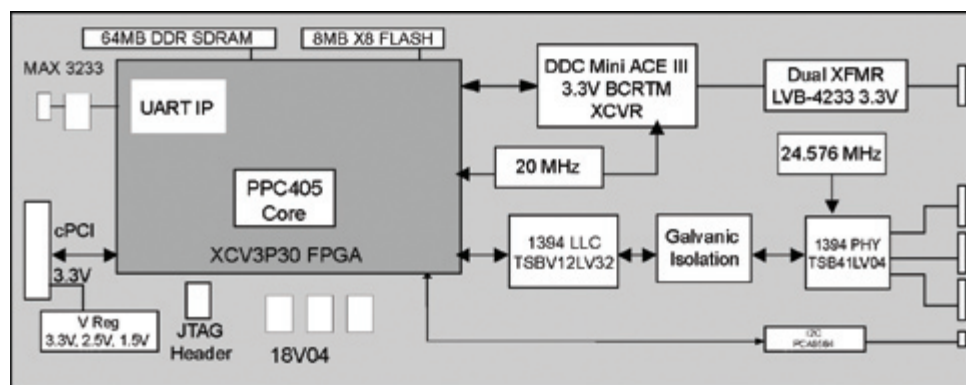 64MB DDR SDRAM
8MB X8 FLASH
MAX 3233
UART IP
DDC Mini ACE III
3.3V BCRTM
XCVR
Dual XFMR
LVB-4233 3.3V
20 MHz
24.576 MHz
PPC405
Core
cPCI
3.3V
XCV3P30 FPGA
1394 LLC
TSBV12LV32
Galvanic
Isolation
1394 PHY
TSB41LV04
V Reg
3.3V, 2.5V, 1.5V
JTAG
Header
18V04
I2C